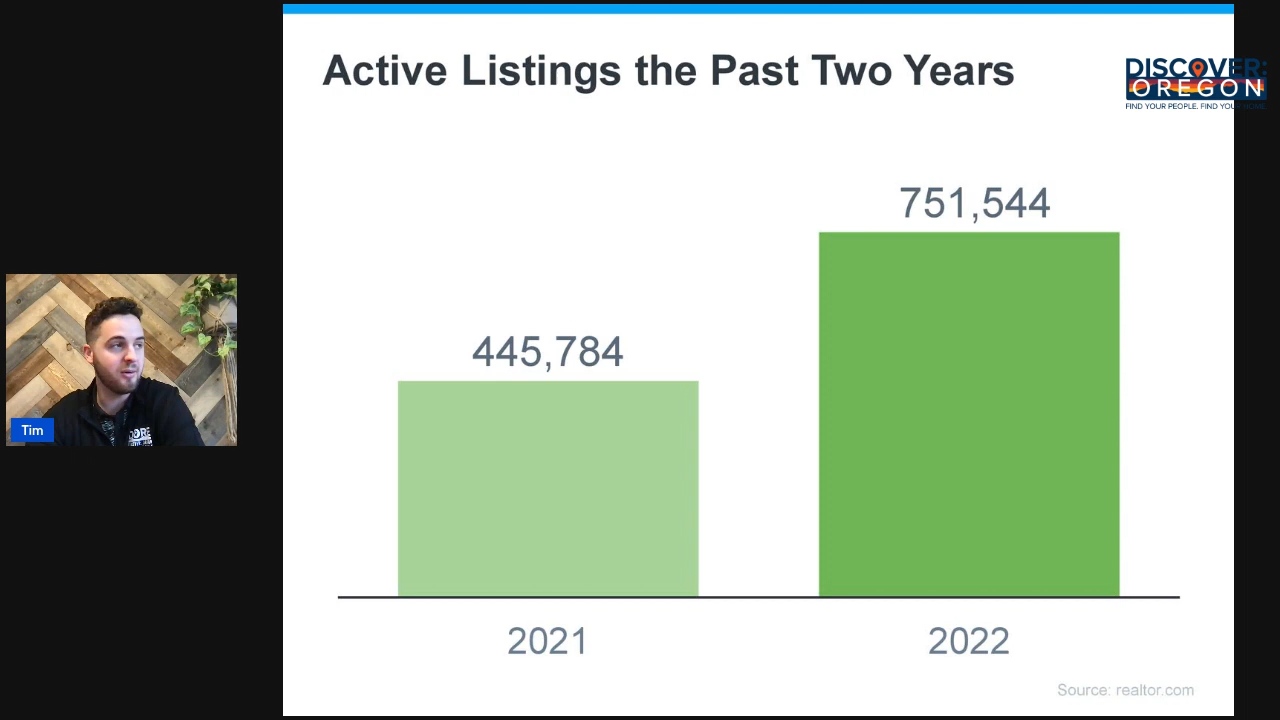 Active Listings the Past Two Years
DISCOVER:
OREGON
FIND YOUR PEOPLE. FIND YOUR HOME.
751,544
445,784
Tim
2021
2022
Source: realtor.com